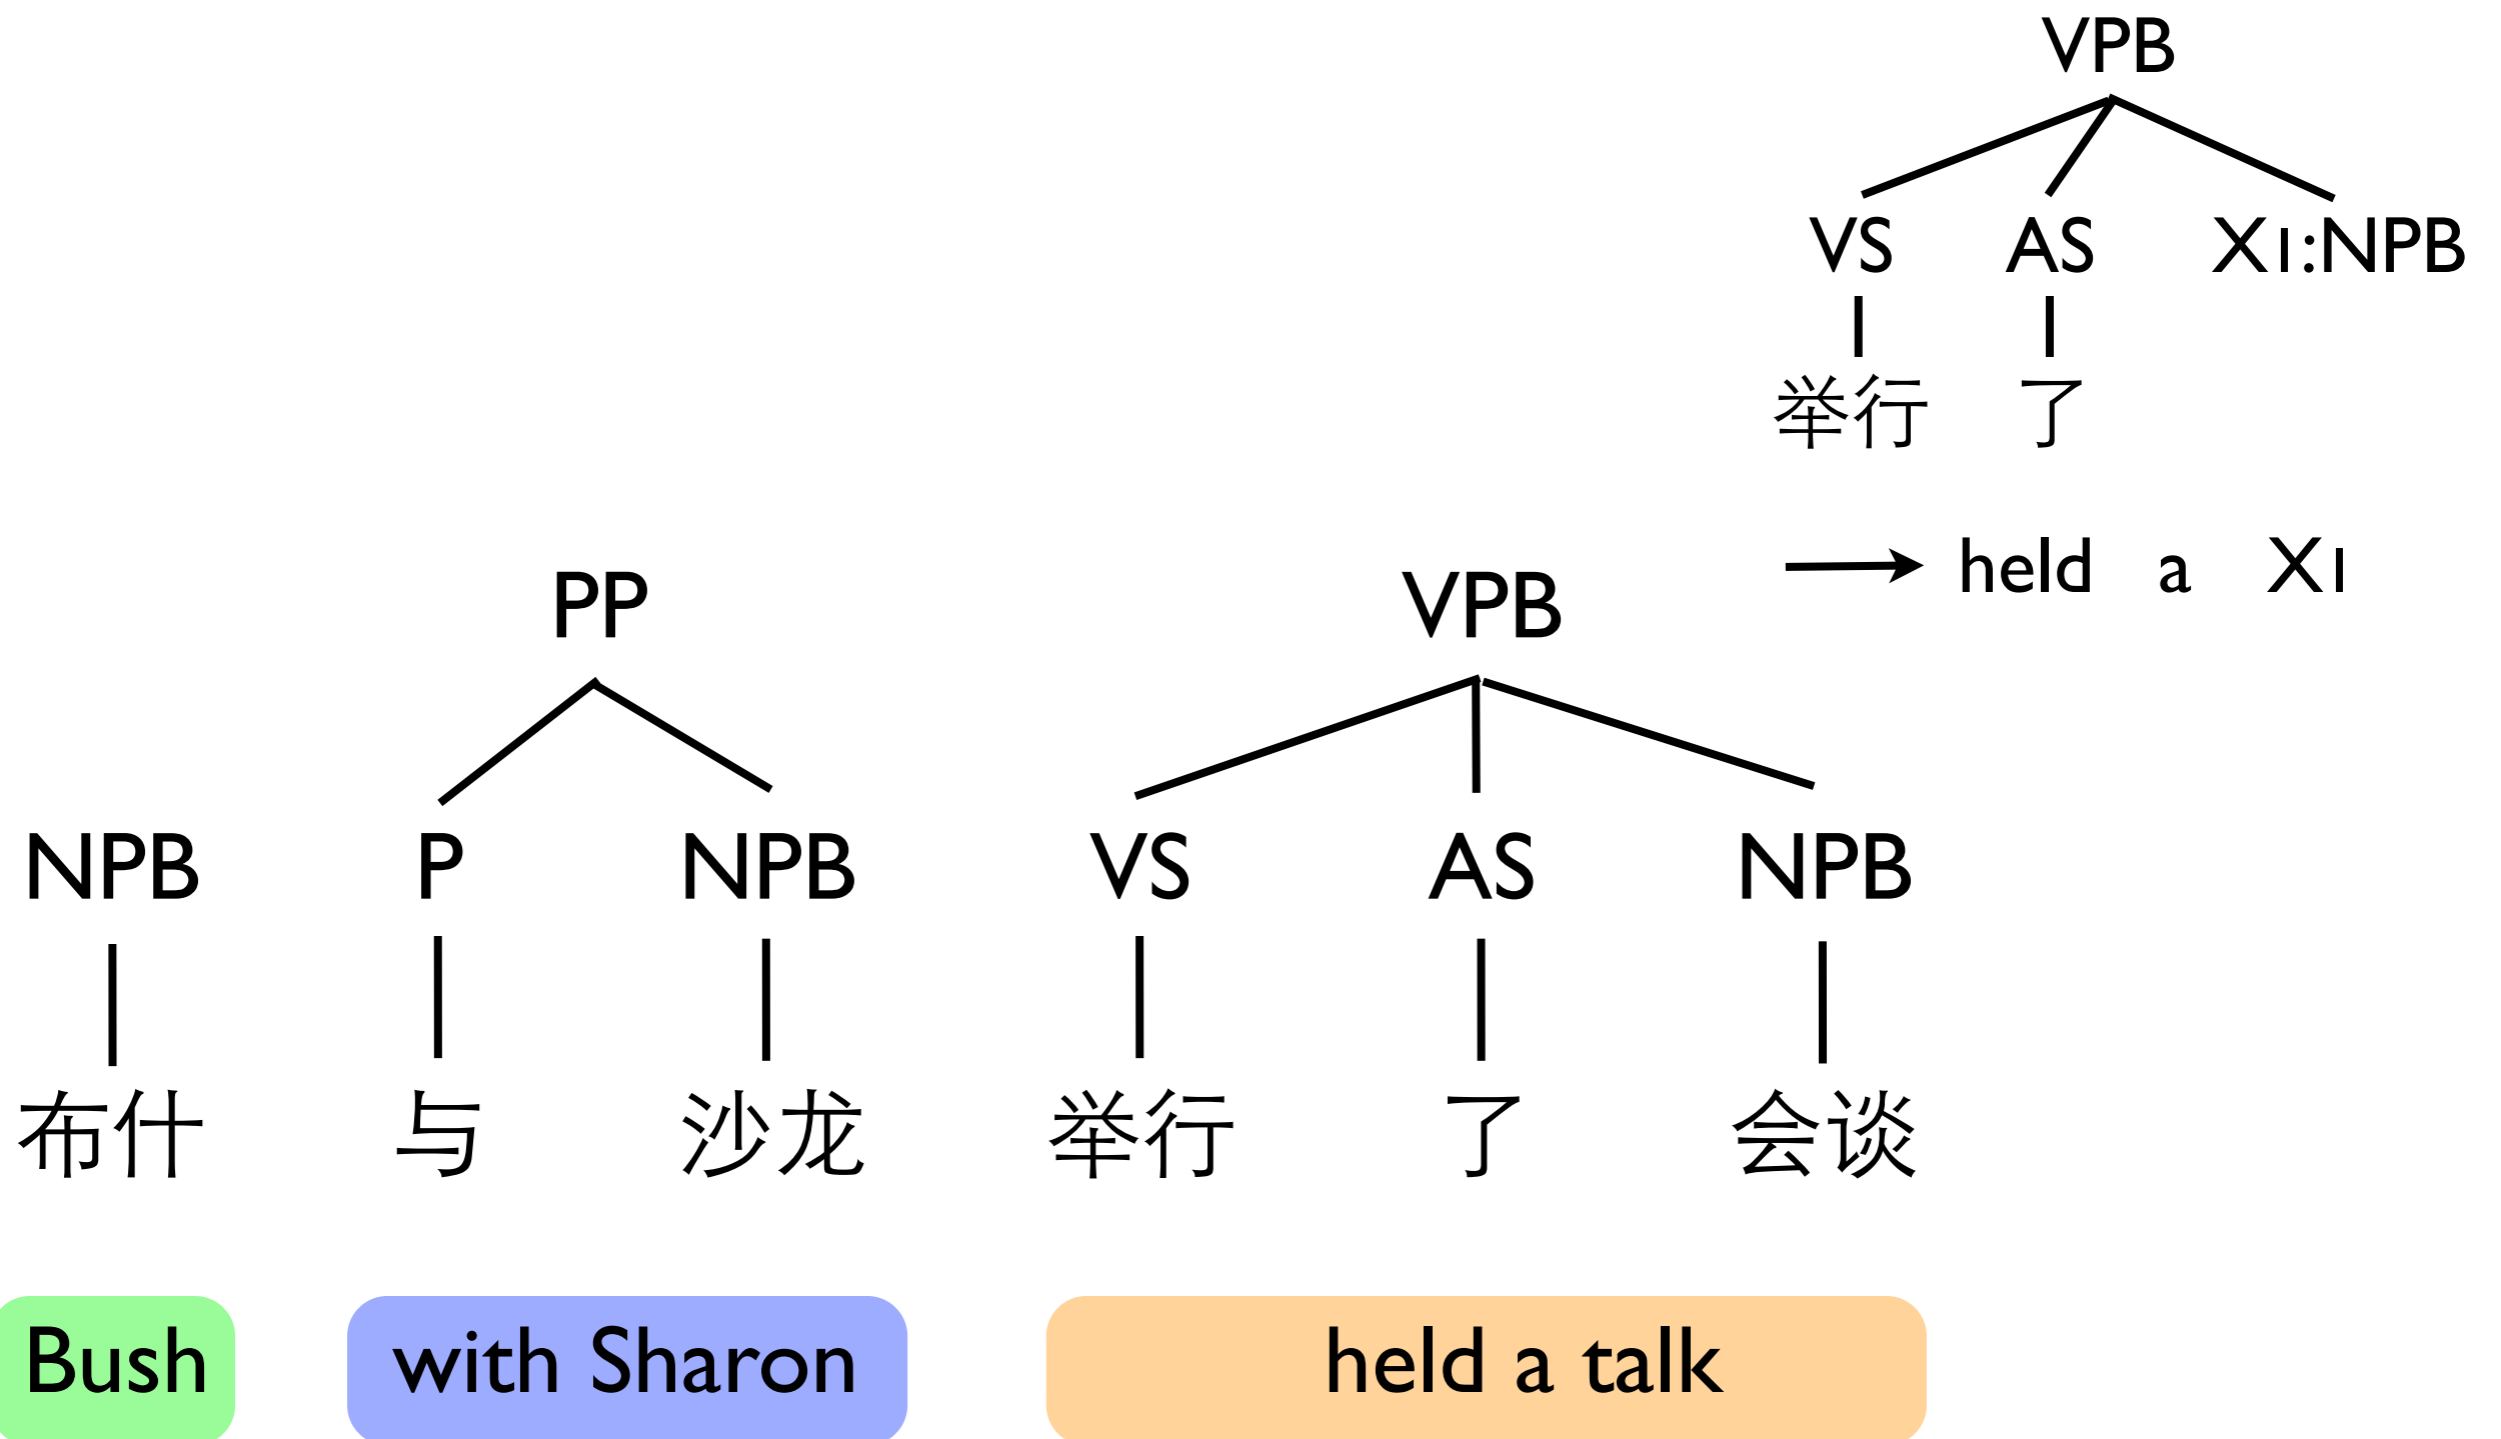 VPB
VS AS X1:NPB
举行 了
held a X1
PP VPB
NPB P NPB VS AS NPB
布什 与 沙龙 举行 了 会谈
Bush with Sharon held a talk